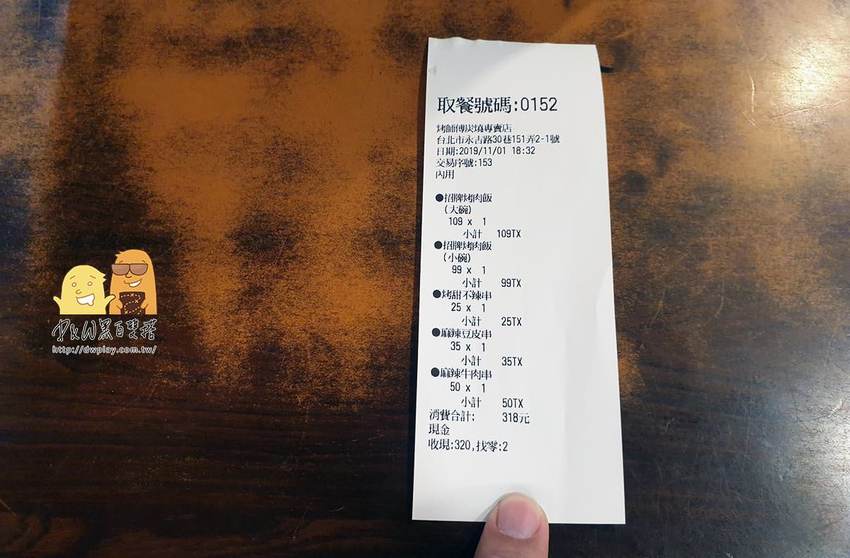 取餐號碼:0152
烤師傅炭燒專賣店
台北市永吉路30巷151弄2-1號
日期:2019/11/01 18:32
交易序號:153
內用
●招牌烤肉飯
(大碗)
109 x 1
小計 109TX
●招牌烤肉飯
(小碗)
99 x 1
小計 99TX
●烤甜不辣串
25 x 1
小計 25TX
●麻辣豆皮串
35 x 1
小計 35TX
●麻辣牛肉串
50 x 1
小計 50TX
消費合計: 318元
現金
收現:320,找零:2
http://dwplay.com.tw/